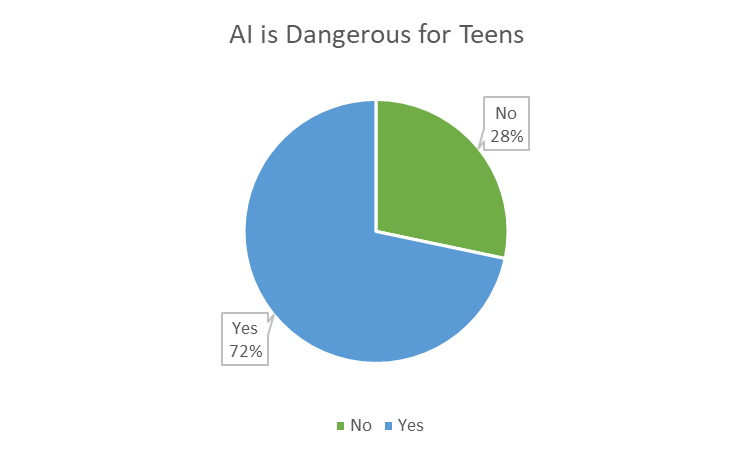 AI is Dangerous for Teens
No
28%
Yes
72%
No Yes